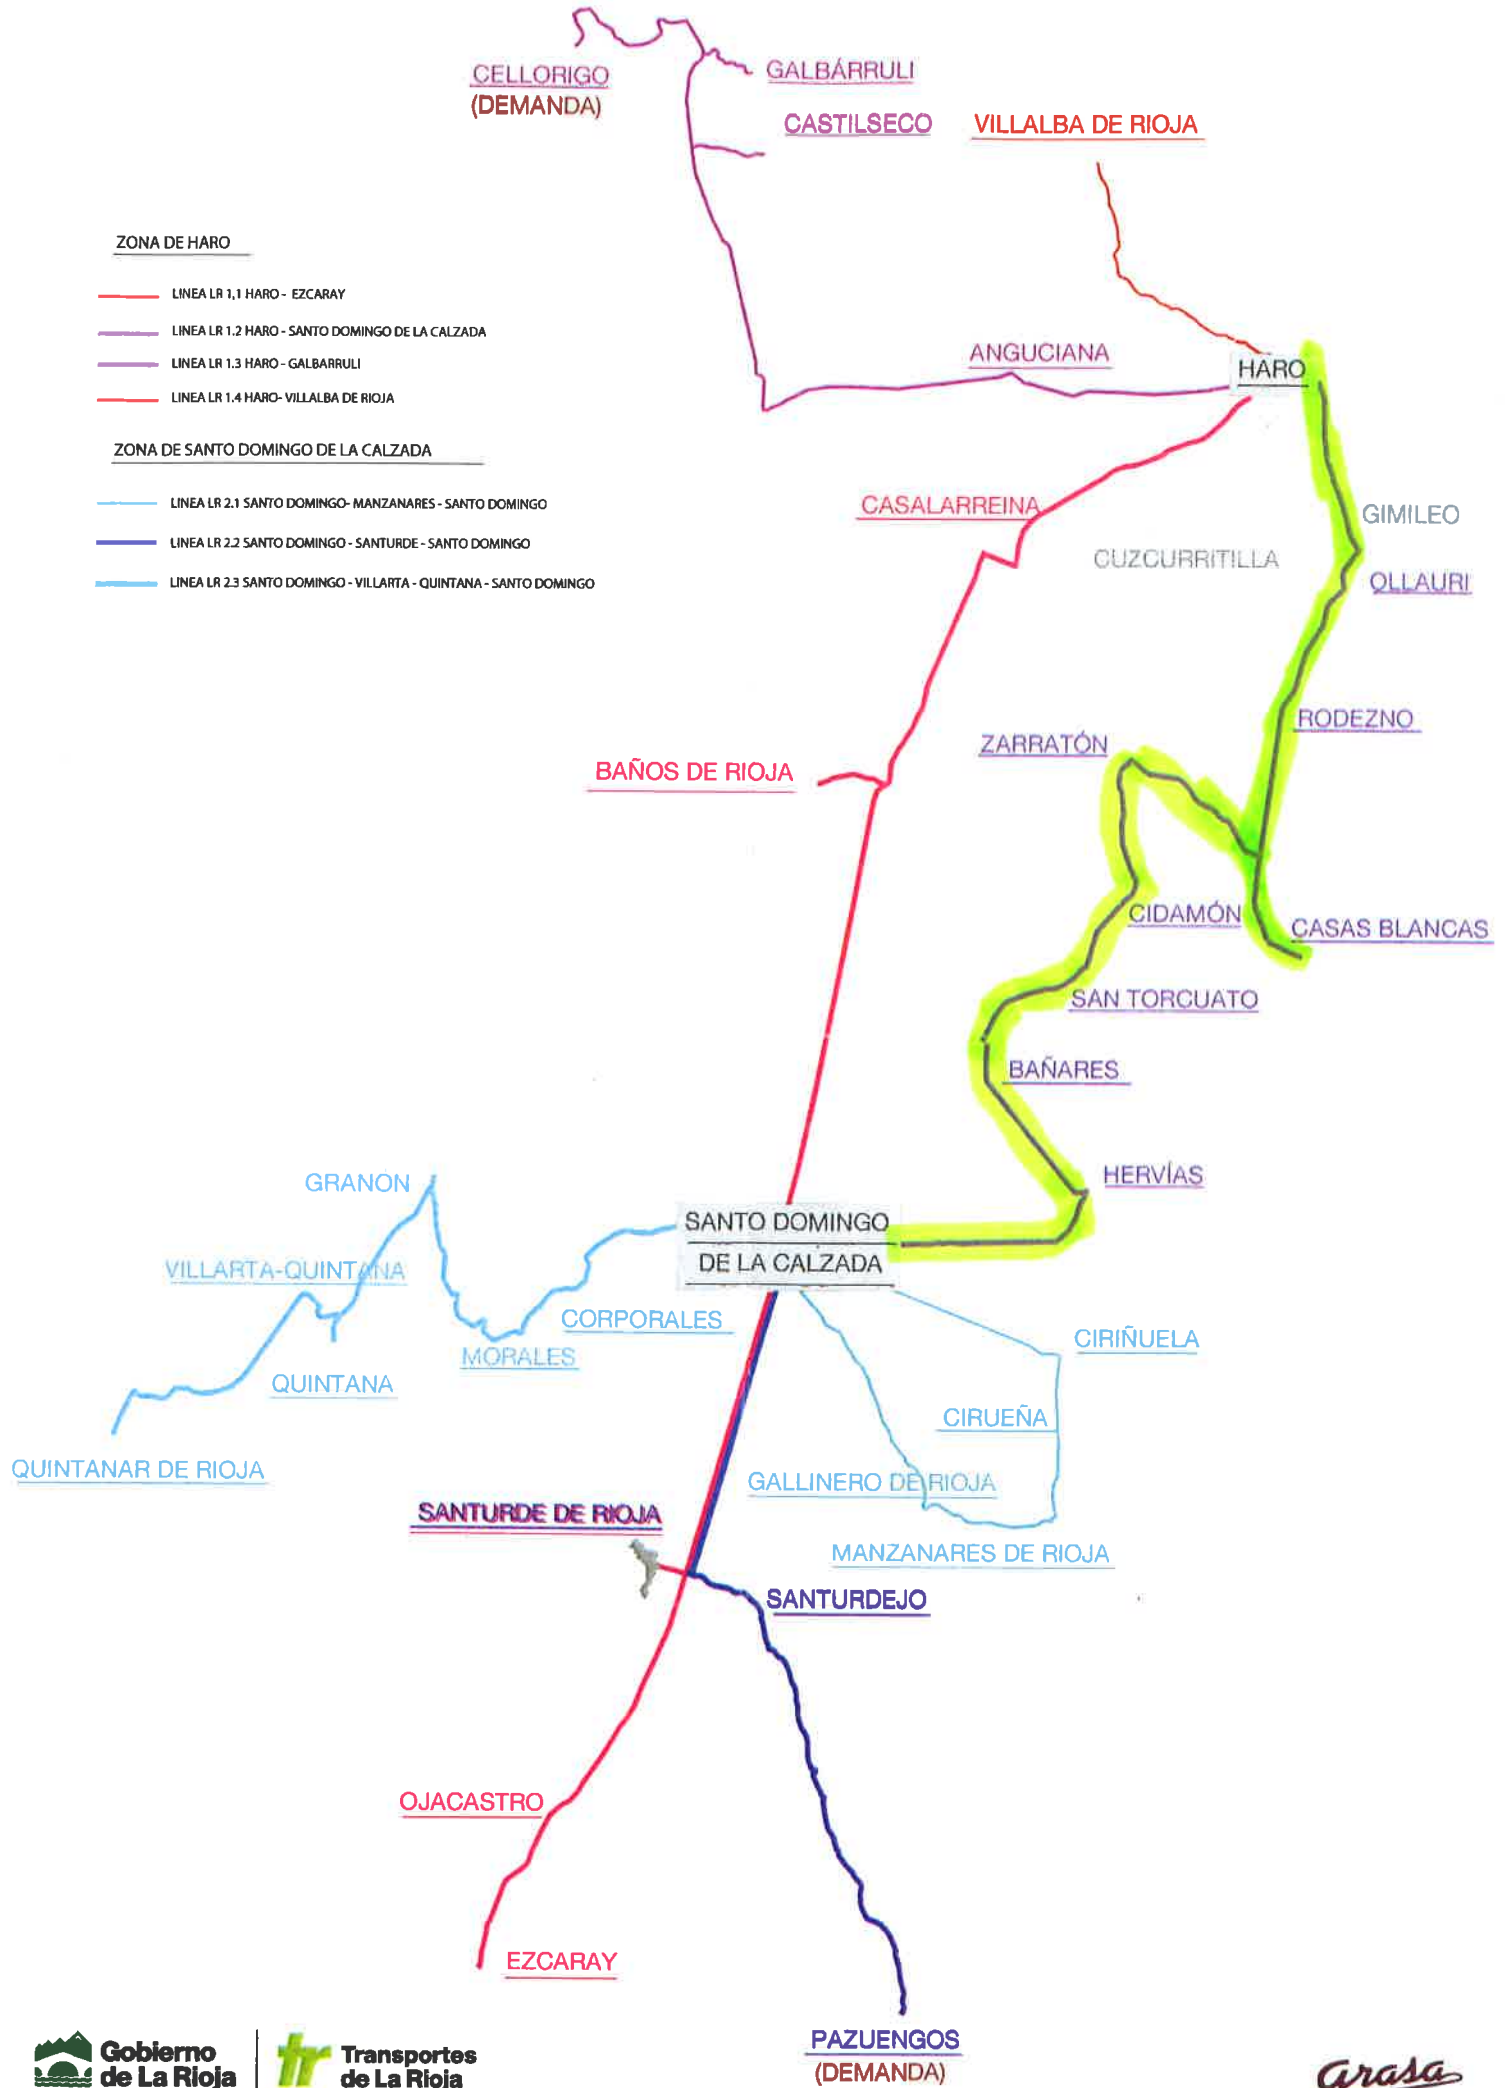 CELLORIGO
(DEMANDA)
GALBÁRRULI
CASTILSECO
VILLALBA DE RIOJA
ZONA DE HARO
LINEA LR 1,1 HARO - EZCARAY
LINEA LR 1.2 HARO - SANTO DOMINGO DE LA CALZADA
LINEA LR 1.3 HARO - GALBARRULI
LINEA LR 1.4 HARO- VILLALBA DE RIOJA
ZONA DE SANTO DOMINGO DE LA CALZADA
LINEA LR 2.1 SANTO DOMINGO- MANZANARES - SANTO DOMINGO
LINEA LR 2.2 SANTO DOMINGO - SANTURDE - SANTO DOMINGO
LINEA LR 2.3 SANTO DOMINGO - VILLARTA - QUINTANA - SANTO DOMINGO
ANGUCIANA
HARO
CASALARREINA
GIMILEO
CUZCURRITILLA
OLLAURI
RODEZNO
ZARRATÓN
BAÑOS DE RIOJA
CIDAMÓN
CASAS BLANCAS
SAN TORCUATO
BAÑARES
HERVÍAS
GRANON
SANTO DOMINGO
DE LA CALZADA
VILLARTA-QUINTANA
CORPORALES
MORALES
CIRIÑUELA
QUINTANA
CIRUEÑA
QUINTANAR DE RIOJA
GALLINERO DE RIOJA
SANTURDE DE RIOJA
MANZANARES DE RIOJA
SANTURDEJO
OJACASTRO
EZCARAY
PAZUENGOS
(DEMANDA)
Gobierno
de La Rioja
tr
Transportes
de La Rioja
arasa